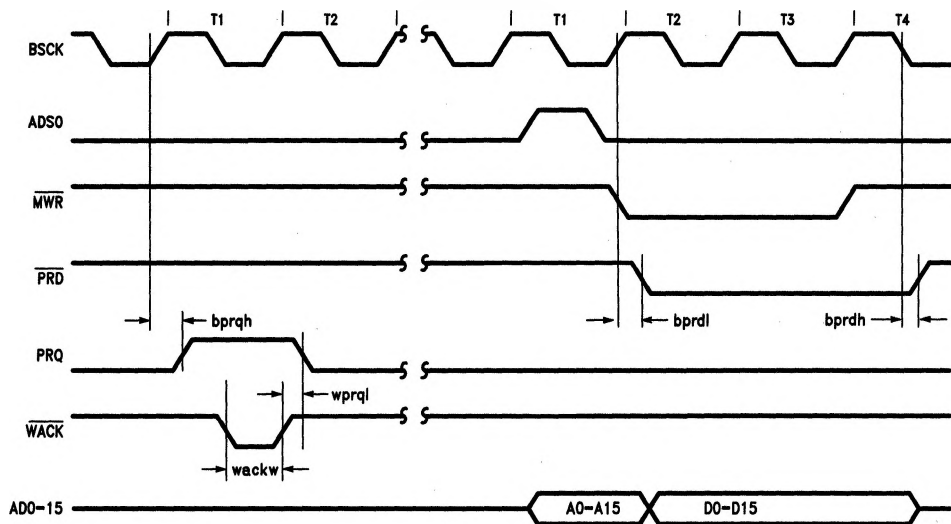 T1 T2 T1 T2 T3 T4
BSCK
ADS0
MWR
PRD
bprqh bprdl bprdh
PRQ
wprql
WACK
wackw
AD0-15 A0-A15 D0-D15